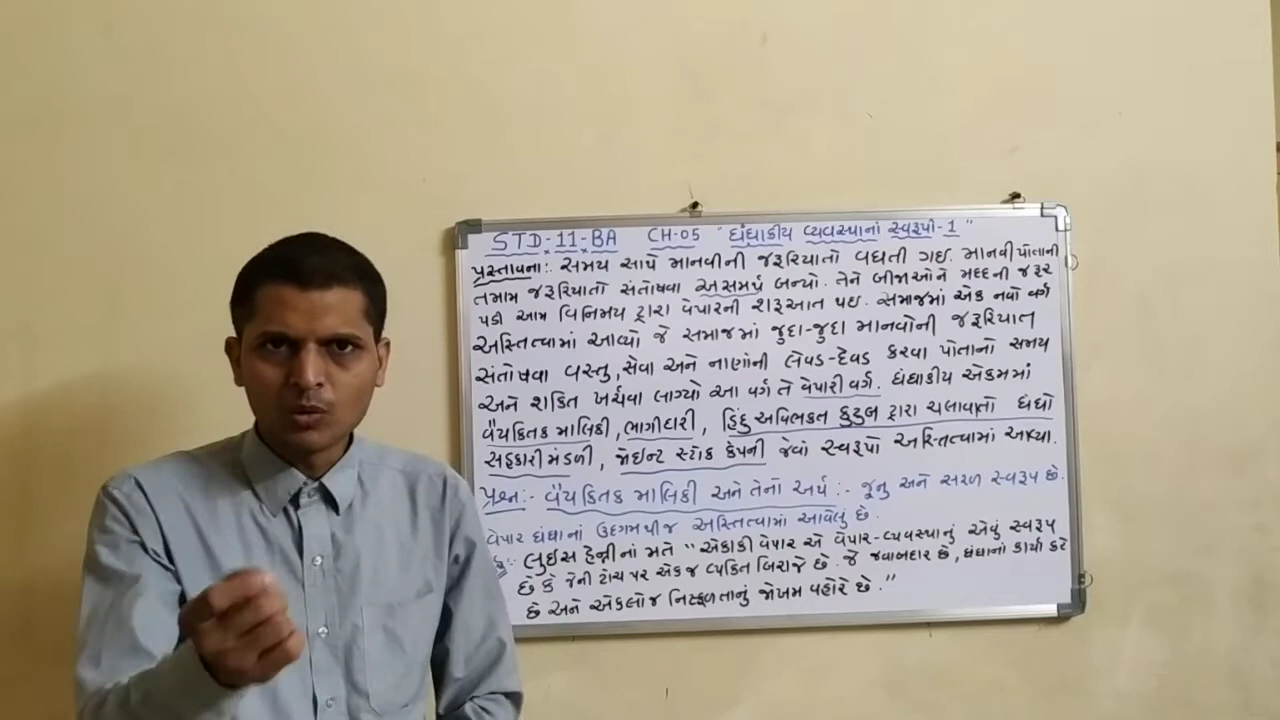 STD-11-BA CH-05 "ધંધાકીય વ્યવસ્થાનાં સ્વરૂપો-1"
પ્રસ્તાવના:- સમય સાથે માનવીની જરૂરિયાતો વધતી ગઇ. માનવી પોતાની
તમામ જરૂરિયાતો સંતોષવા અસમર્થ બન્યો. તેને બીજાઓને મદદની જરૂર
પડી આમ વિનિમય દ્વારા વેપારની શરૂઆત થઇ. સમાજમાં એક નવો વર્ગ
અસ્તિત્વામાં આવ્યો જે સમાજમાં જુદા-જુદા માનવોની જરૂરિયાત
સંતોષવા વસ્તુ, સેવા અને નાણાંની લેવડ-દેવડ કરવા પોતાનો સમય
અને શક્તિ ખર્ચવા લાગ્યો આ વર્ગ તે વેપારી વર્ગ. ધંધાકીય એકમમાં
વૈયકિતક માલિકી, ભાગીદારી, હિંદુ અવિભકત કુટુંબ દ્વારા ચલાવાતો ધંધો
સહકારી મંડળી, જોઇન્ટ સ્ટોક કંપની જેવાં સ્વરૂપો અસ્તિત્વામાં આવ્યા.
પ્રશ્ન:- વૈયકિતક માલિકી અને તેનો અર્થ:- જૂનુ અને સરળ સ્વરૂપ છે.
વેપાર ધંધાનાં ઉદગમથીજ અસ્તિત્વામાં આવેલું છે.
લુઇસ હેન્રીનાં મતે "એકાકી વેપાર એ વેપાર-વ્યવસ્થાનું એવું સ્વરૂપ
છે કે જેની ટોચ પર એક જ વ્યકિત બિરાજે છે. જે જવાબદાર છે, ધંધાનાં કાર્યો કરે
છે અને એકલો જ નિષ્ફળતાનું જોખમ વહોરે છે."